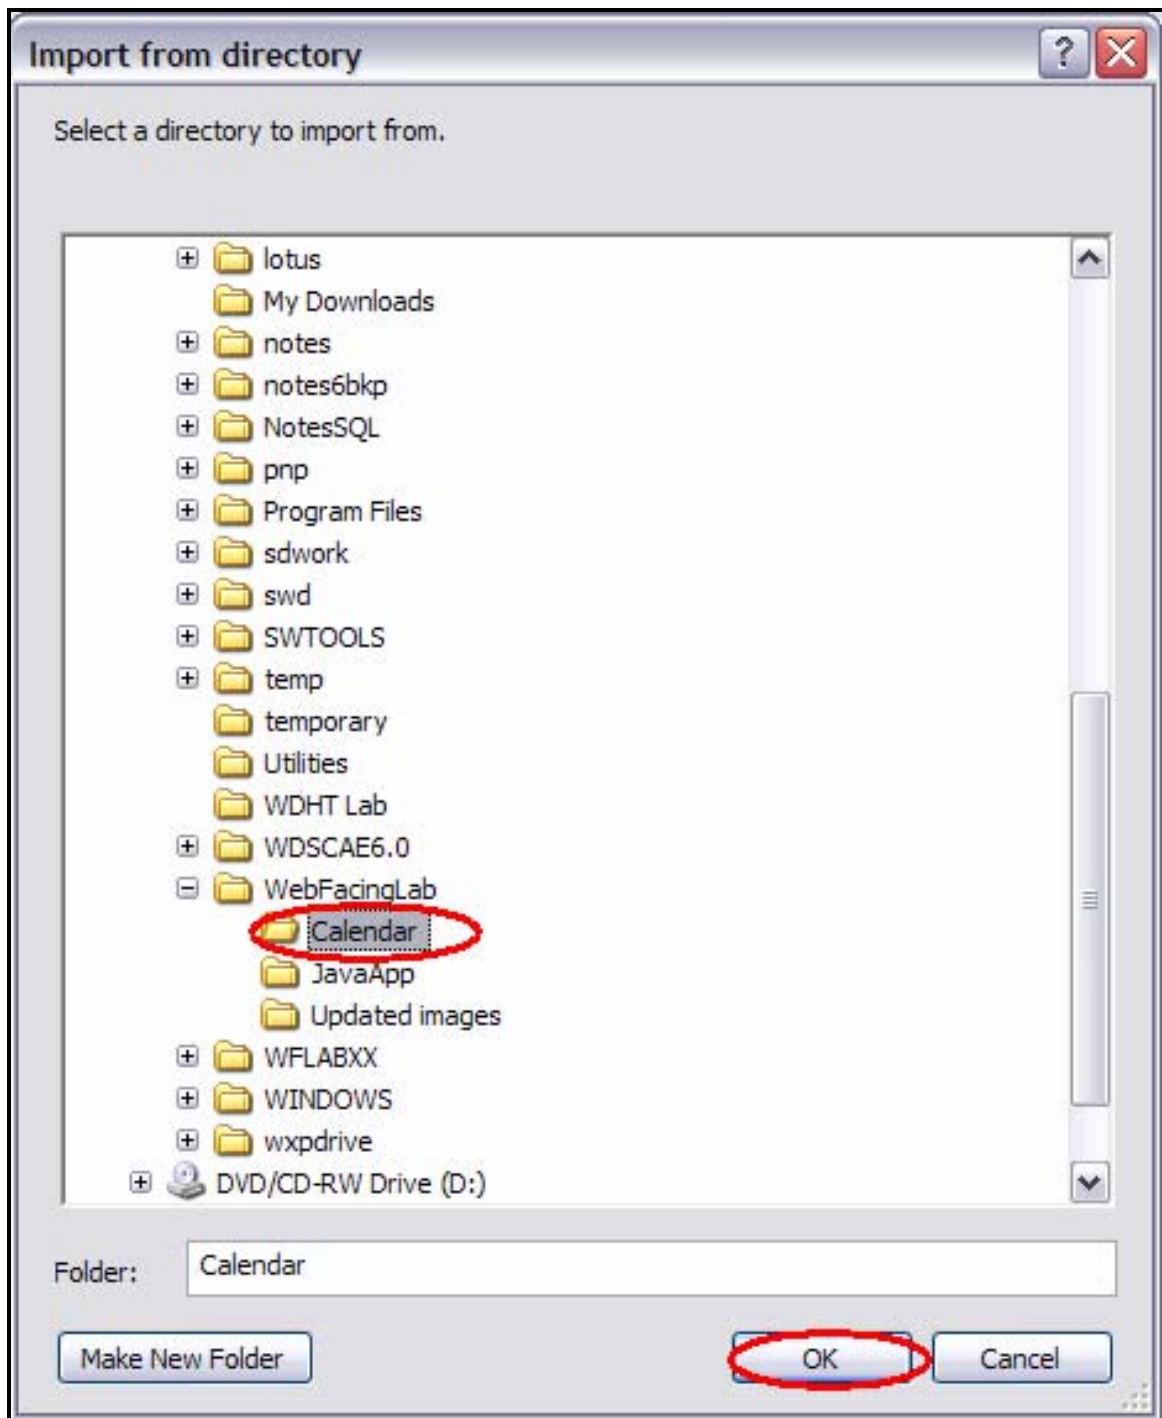 Import from directory
Select a directory to import from.
lotus
My Downloads
notes
notes6bkp
NotesSQL
pnp
Program Files
sdwork
swd
SWTOOLS
temp
temporary
Utilities
WDHT Lab
WDSCAE6.0
WebFacingLab
Calendar
JavaApp
Updated images
WFLABXX
WINDOWS
wxpdrive
DVD/CD-RW Drive (D:)
Folder: Calendar
Make New Folder OK Cancel